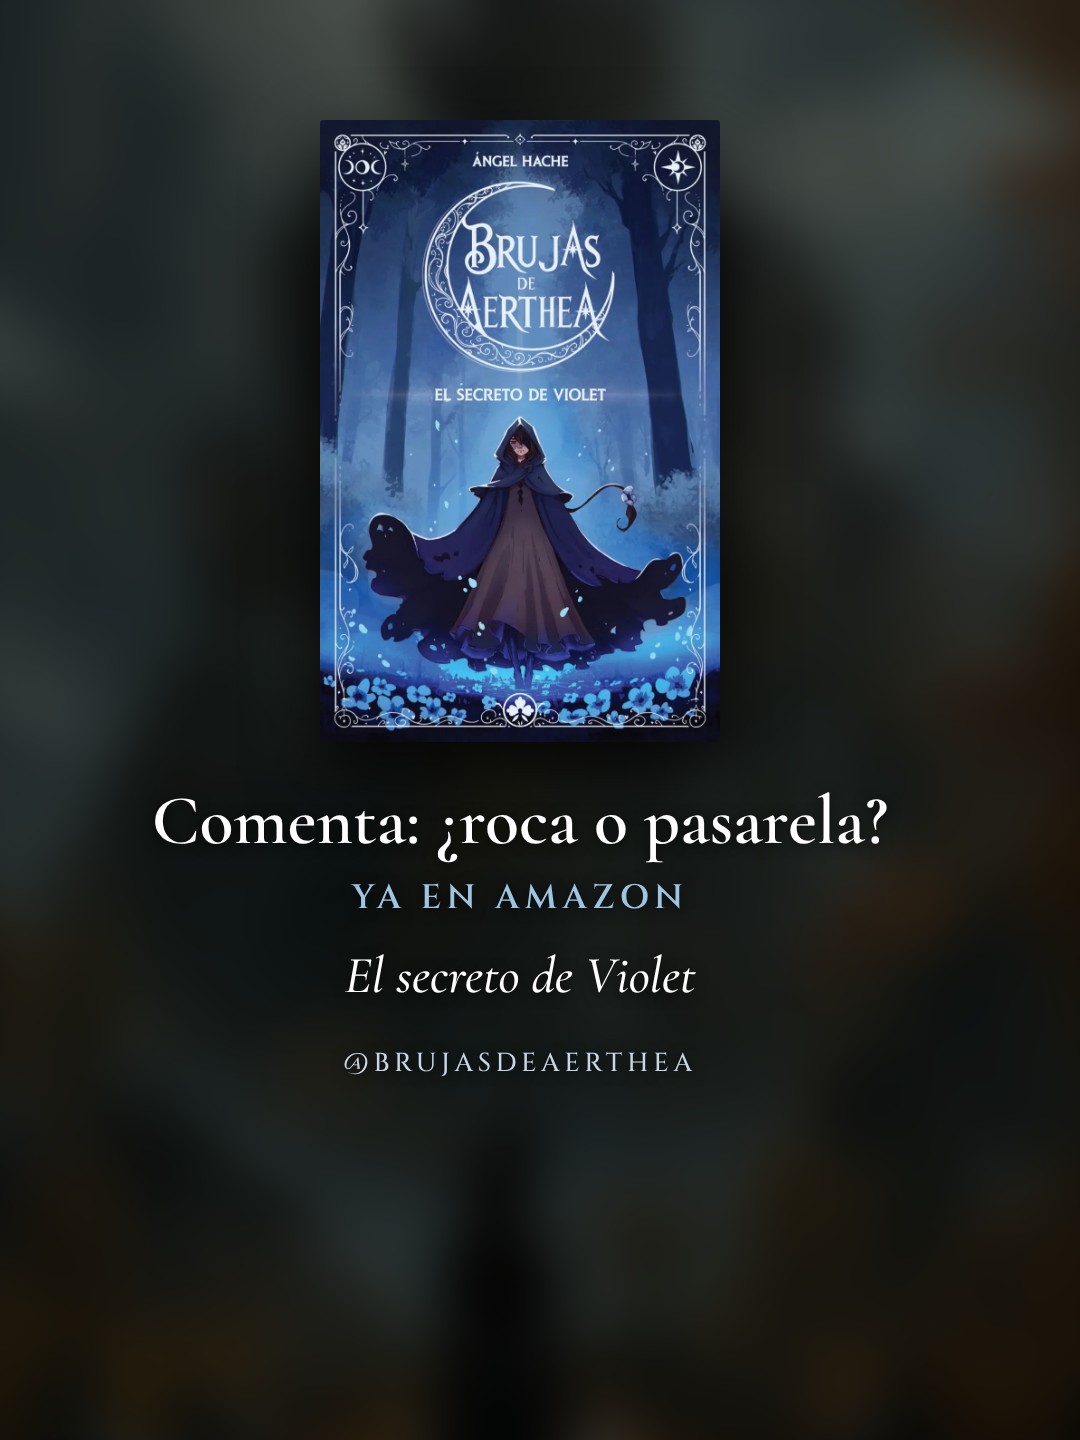 ÁNGEL HACHE
BRUJAS
DE
AERTHEA
EL SECRETO DE VIOLET
Comenta: ¿roca o pasarela?
YA EN AMAZON
El secreto de Violet
@BRUJASDEAERTHEA